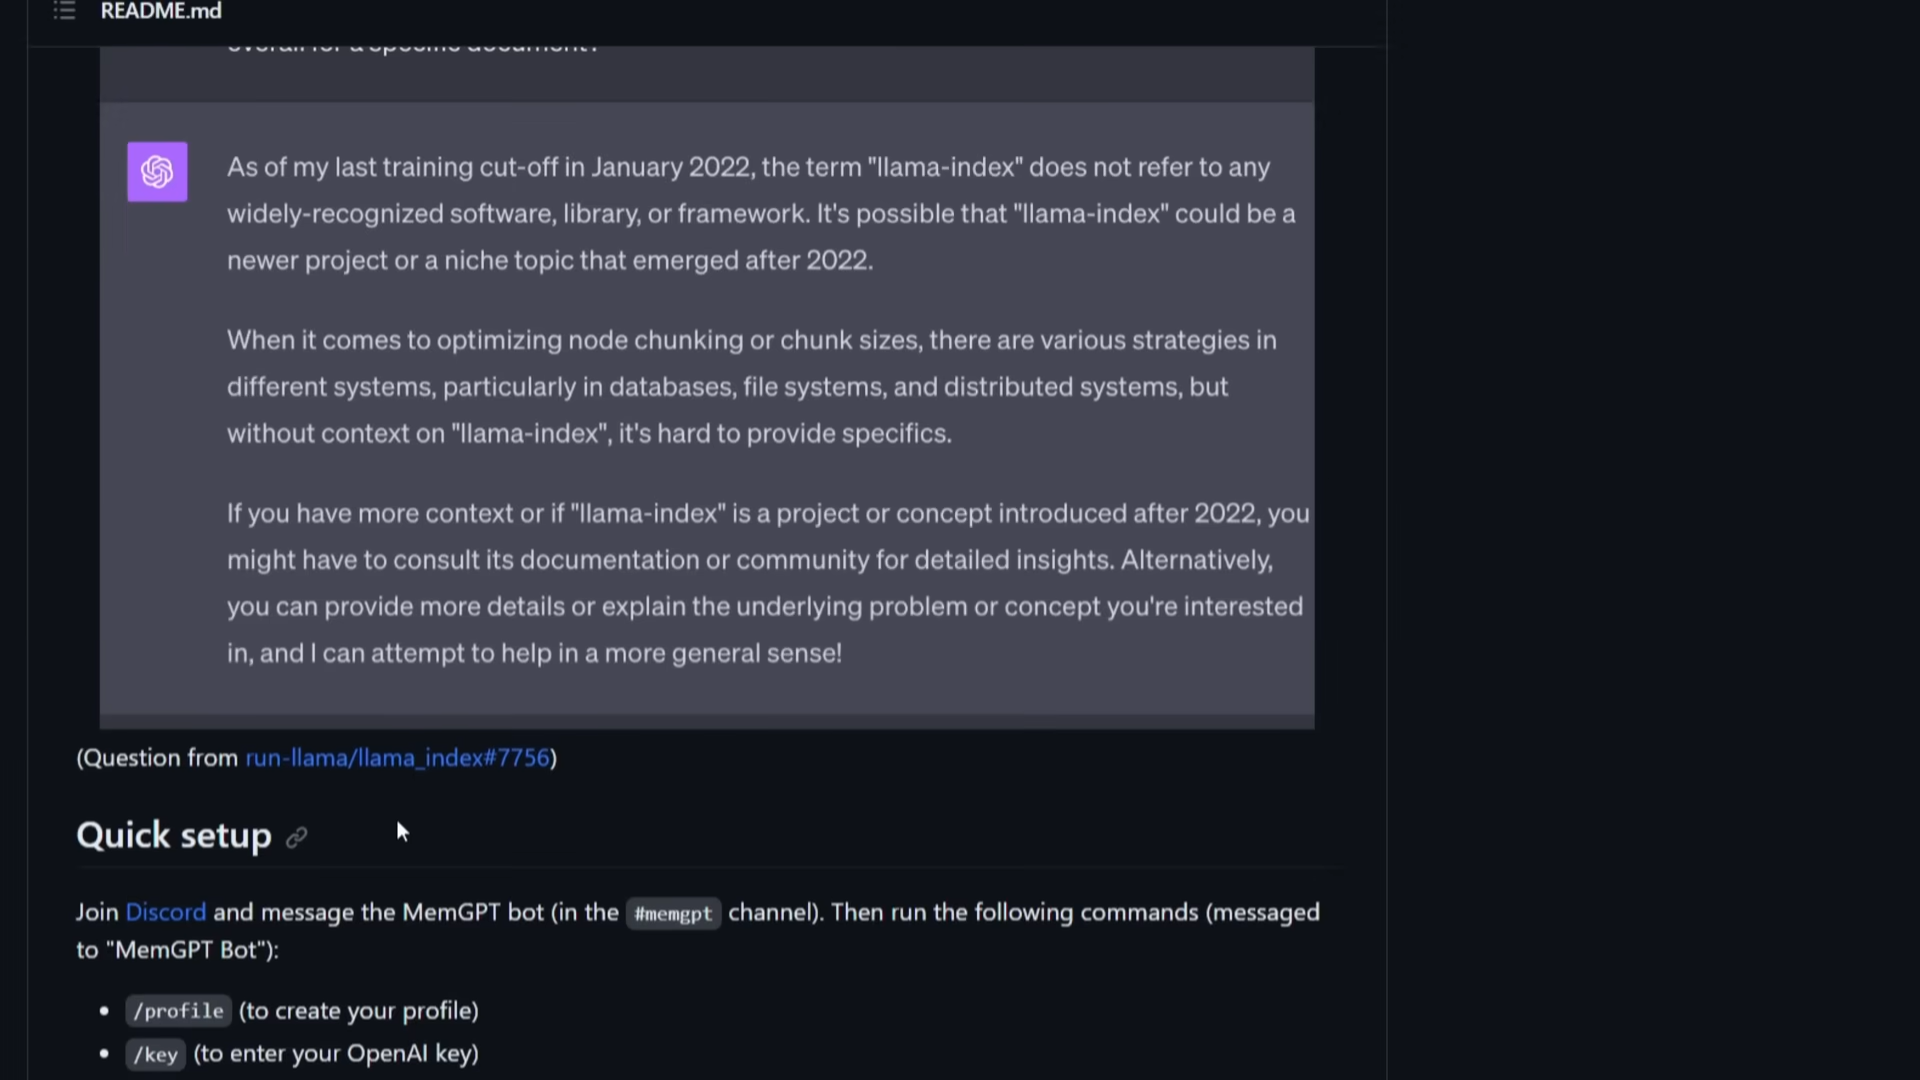 README.md
overall for a specific document?
As of my last training cut-off in January 2022, the term "llama-index" does not refer to any
widely-recognized software, library, or framework. It's possible that "llama-index" could be a
newer project or a niche topic that emerged after 2022.
When it comes to optimizing node chunking or chunk sizes, there are various strategies in
different systems, particularly in databases, file systems, and distributed systems, but
without context on "llama-index", it's hard to provide specifics.
If you have more context or if "llama-index" is a project or concept introduced after 2022, you
might have to consult its documentation or community for detailed insights. Alternatively,
you can provide more details or explain the underlying problem or concept you're interested
in, and I can attempt to help in a more general sense!
(Question from run-llama/llama_index#7756)
Quick setup
Join Discord and message the MemGPT bot (in the #memgpt channel). Then run the following commands (messaged
to "MemGPT Bot"):
• /profile (to create your profile)
• /key (to enter your OpenAI key)